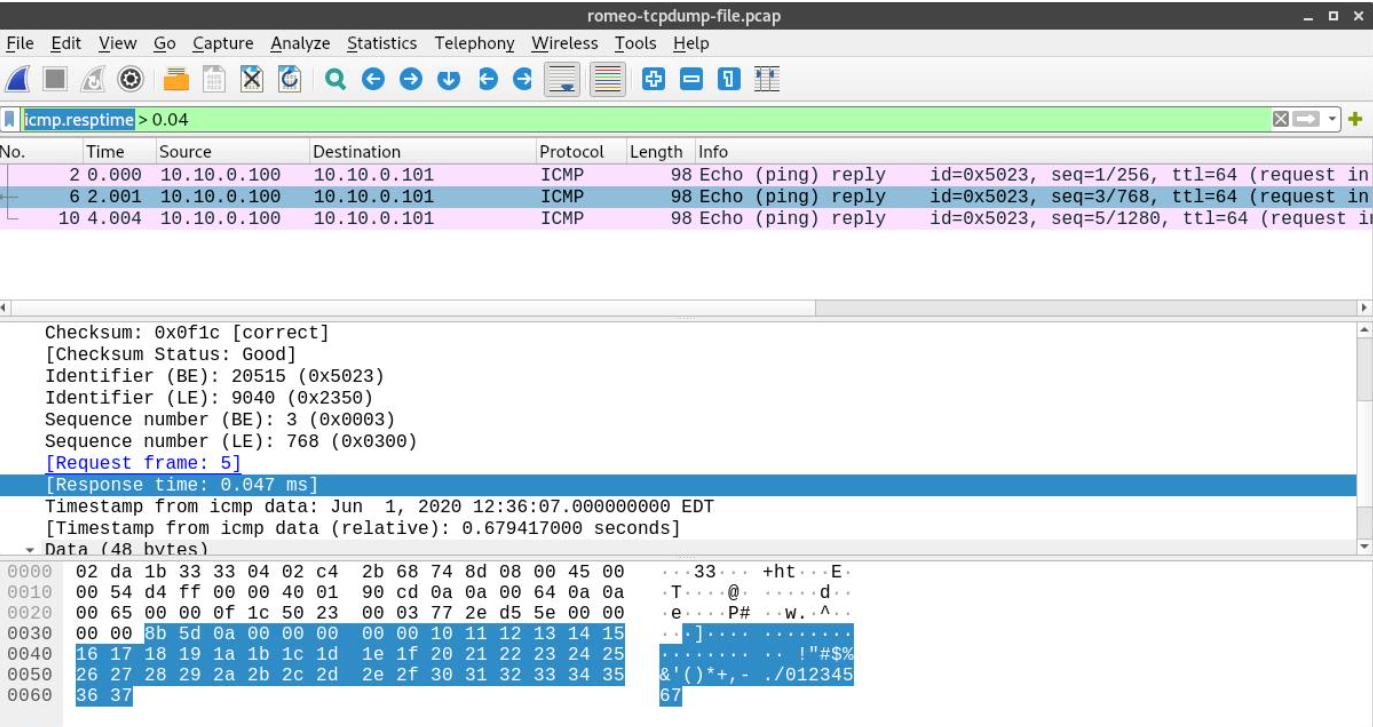 romeo-tcpdump-file.pcap
File Edit View Go Capture Analyze Statistics Telephony Wireless Tools Help
icmp.resptime > 0.04
No. Time Source Destination Protocol Length Info
2 0.000 10.10.0.100 10.10.0.101 ICMP 98 Echo (ping) reply id=0x5023, seq=1/256, ttl=64 (request in
6 2.001 10.10.0.100 10.10.0.101 ICMP 98 Echo (ping) reply id=0x5023, seq=3/768, ttl=64 (request in
10 4.004 10.10.0.100 10.10.0.101 ICMP 98 Echo (ping) reply id=0x5023, seq=5/1280, ttl=64 (request i
Checksum: 0x0f1c [correct]
[Checksum Status: Good]
Identifier (BE): 20515 (0x5023)
Identifier (LE): 9040 (0x2350)
Sequence number (BE): 3 (0x0003)
Sequence number (LE): 768 (0x0300)
[Request frame: 5]
[Response time: 0.047 ms]
Timestamp from icmp data: Jun 1, 2020 12:36:07.000000000 EDT
[Timestamp from icmp data (relative): 0.679417000 seconds]
Data (48 bytes)
0000 02 da 1b 33 33 04 02 c4 2b 68 74 8d 08 00 45 00 ···33··· +ht···E·
0010 00 54 d4 ff 00 00 40 01 90 cd 0a 0a 00 64 0a 0a ·T····@· ·····d··
0020 00 65 00 00 0f 1c 50 23 00 03 77 2e d5 5e 00 00 ·e····P# ··w.·^··
0030 00 00 8b 5d 0a 00 00 00 00 00 10 11 12 13 14 15 ···]···· ········
0040 16 17 18 19 1a 1b 1c 1d 1e 1f 20 21 22 23 24 25 ········ ·· !"#$%
0050 26 27 28 29 2a 2b 2c 2d 2e 2f 30 31 32 33 34 35 &'()*+,- ./012345
0060 36 37 67